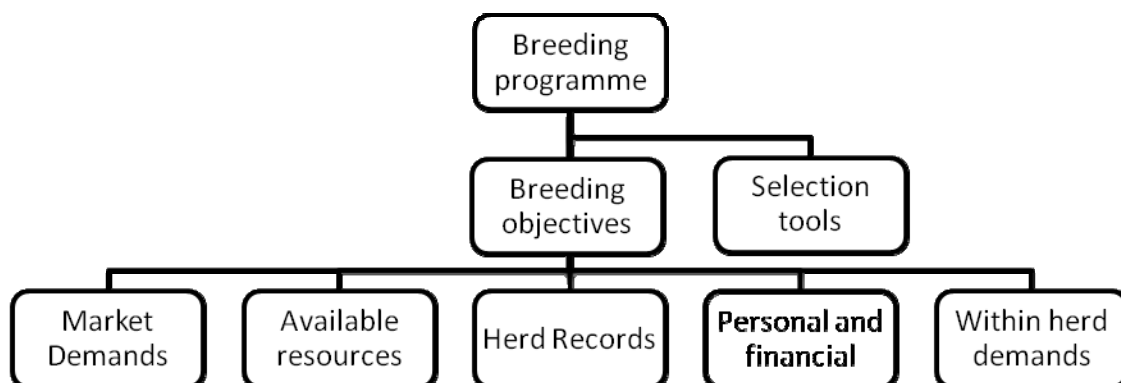 Breeding
programme
Breeding
objectives
Selection
tools
Market
Demands
Available
resources
Herd Records
Personal and
financial
Within herd
demands